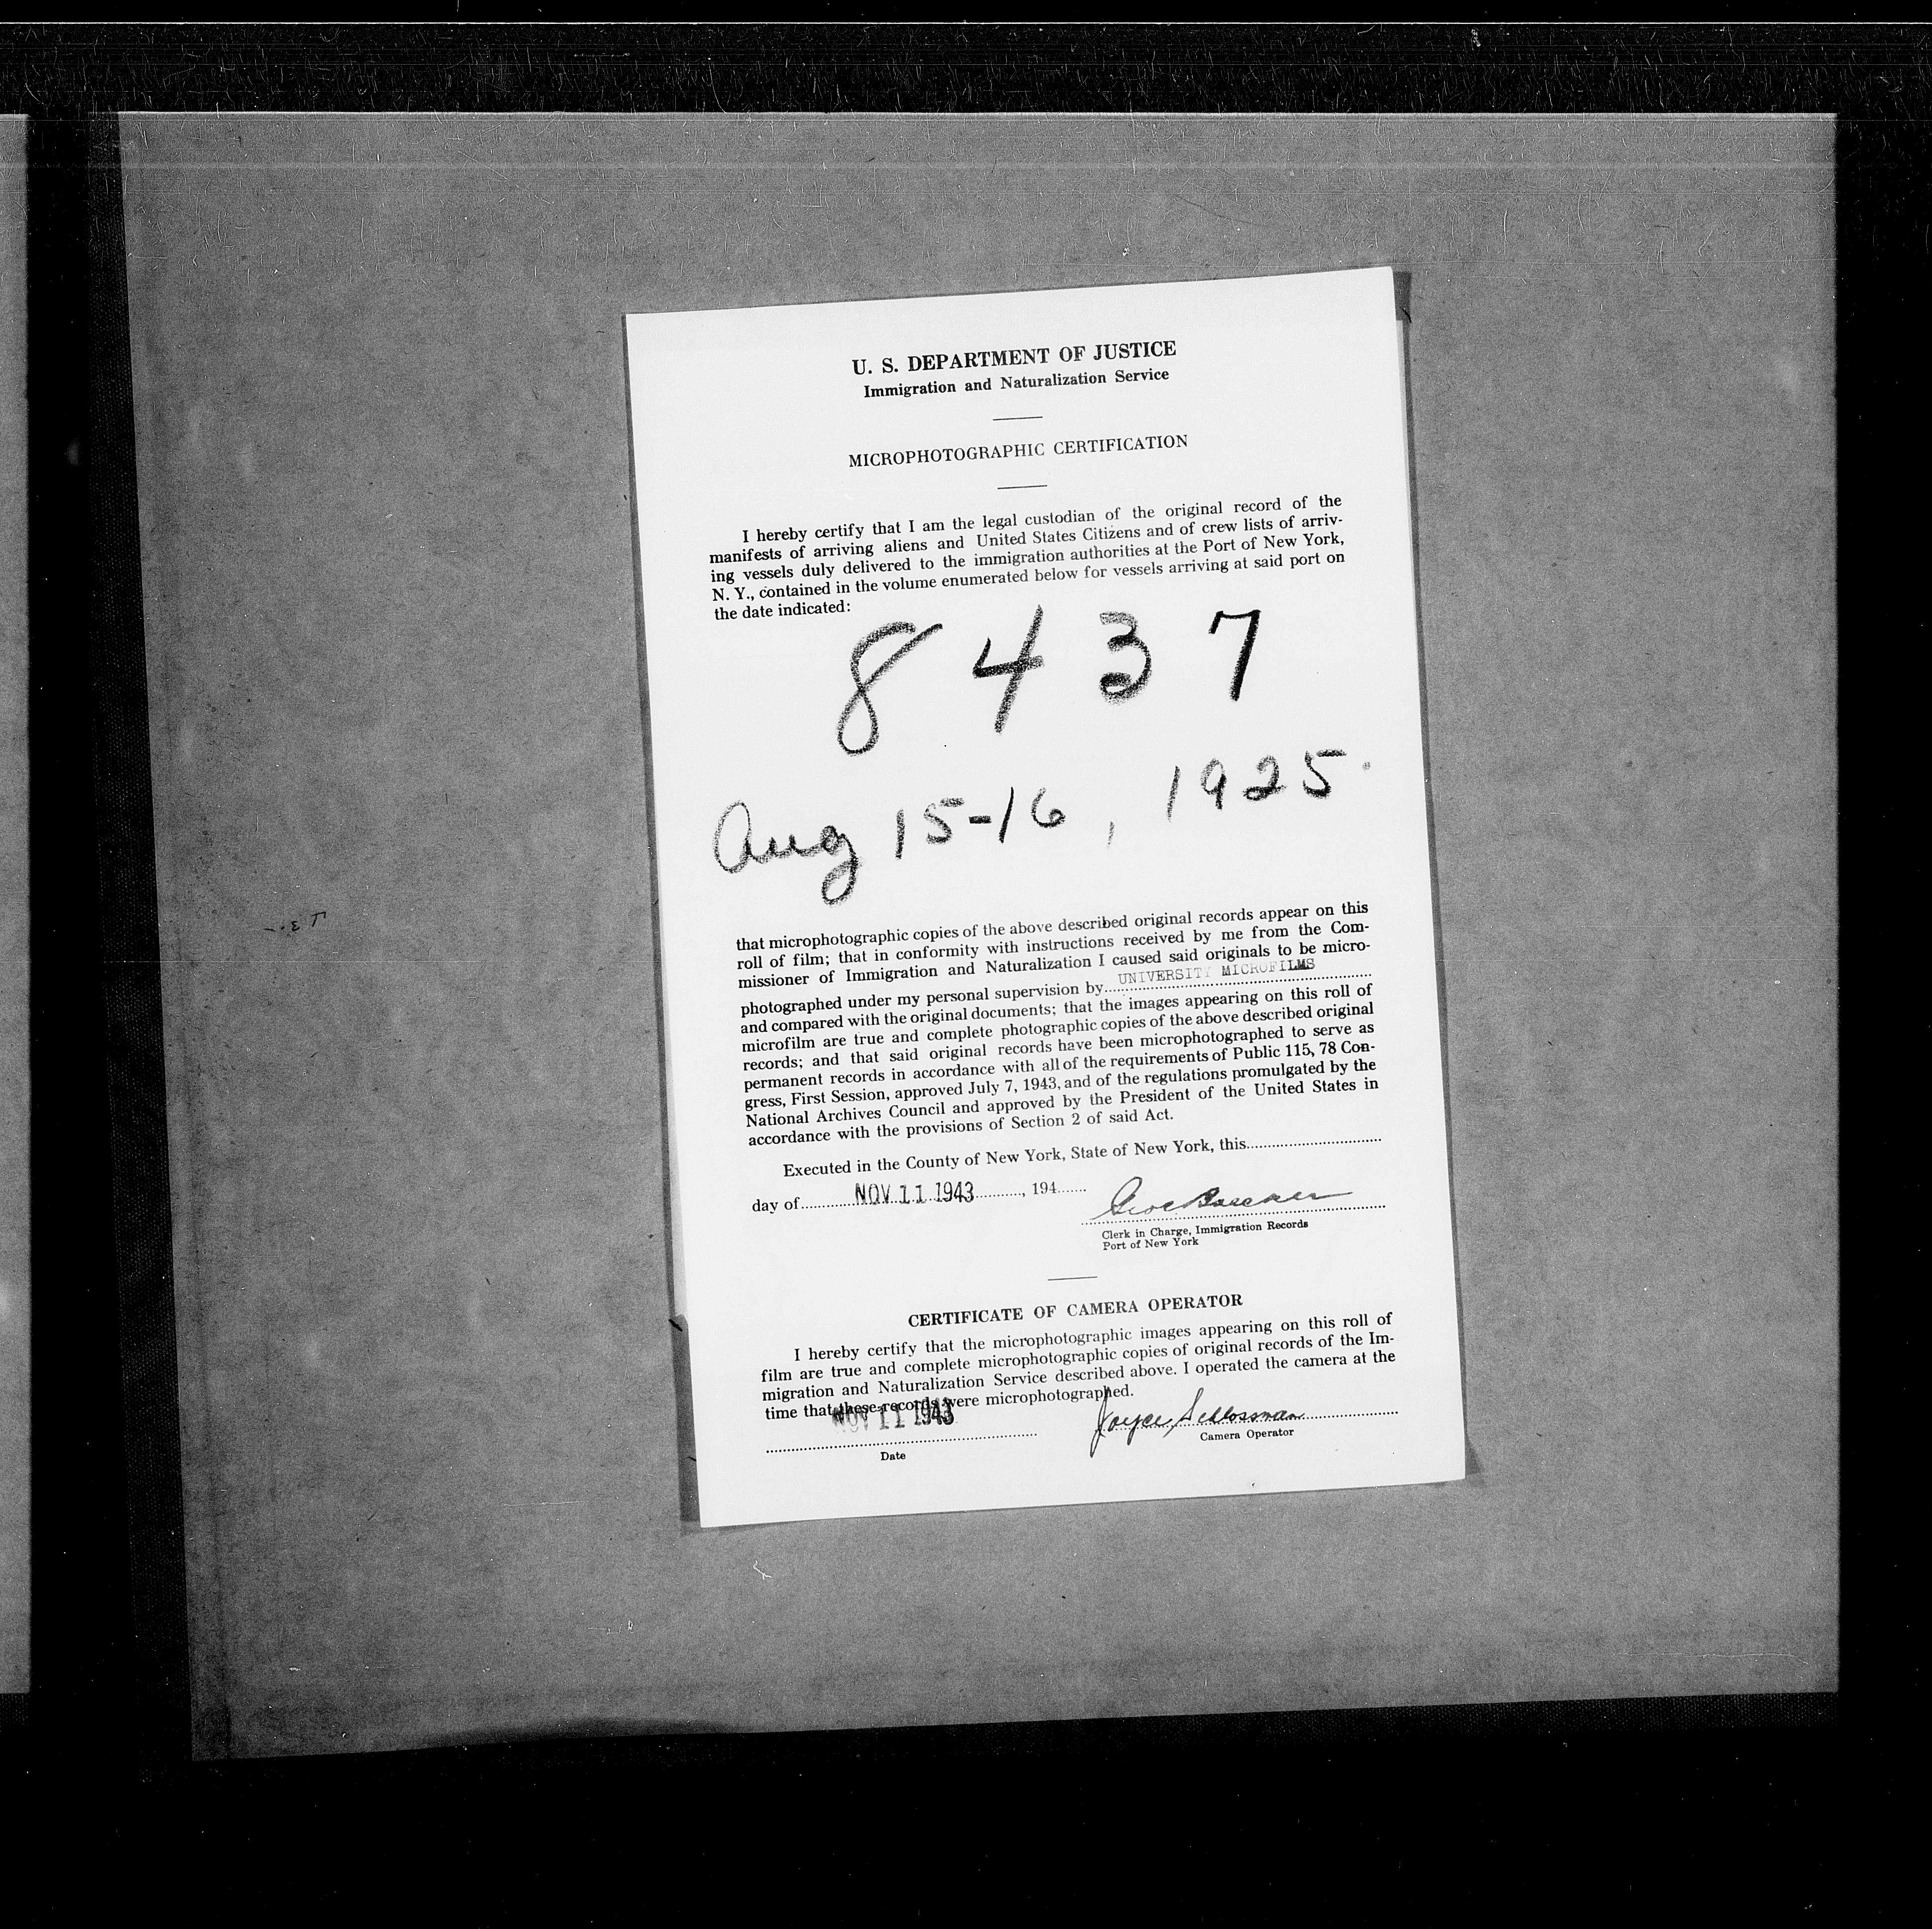 U. S. DEPARTMENT OF JUSTICE
Immigration and Naturalization Service
MICROPHOTOGRAPHIC CERTIFICATION
I hereby certify that I am the legal custodian of the original record of the
manifests of arriving aliens and United States Citizens and of crew lists of arriv-
ing vessels duly delivered to the immigration authorities at the Port of New York,
N. Y., contained in the volume enumerated below for vessels arriving at said port on
the date indicated:
8 4 3 7
Aug 15-16, 1925.
that microphotographic copies of the above described original records appear on this
roll of film; that in conformity with instructions received by me from the Com-
missioner of Immigration and Naturalization I caused said originals to be micro-
photographed under my personal supervision by UNIVERSITY MICROFILMS
and compared with the original documents; that the images appearing on this roll of
microfilm are true and complete photographic copies of the above described original
records; and that said original records have been microphotographed to serve as
permanent records in accordance with all of the requirements of Public 115, 78 Con-
gress, First Session, approved July 7, 1943, and of the regulations promulgated by the
National Archives Council and approved by the President of the United States in
accordance with the provisions of Section 2 of said Act.
Executed in the County of New York, State of New York, this
day of NOV 11 1943, 194
Clerk in Charge, Immigration Records
Port of New York
CERTIFICATE OF CAMERA OPERATOR
I hereby certify that the microphotographic images appearing on this roll of
film are true and complete microphotographic copies of original records of the Im-
migration and Naturalization Service described above. I operated the camera at the
time that these records were microphotographed.
NOV 11 1943 Joyce Schlossman
Date Camera Operator